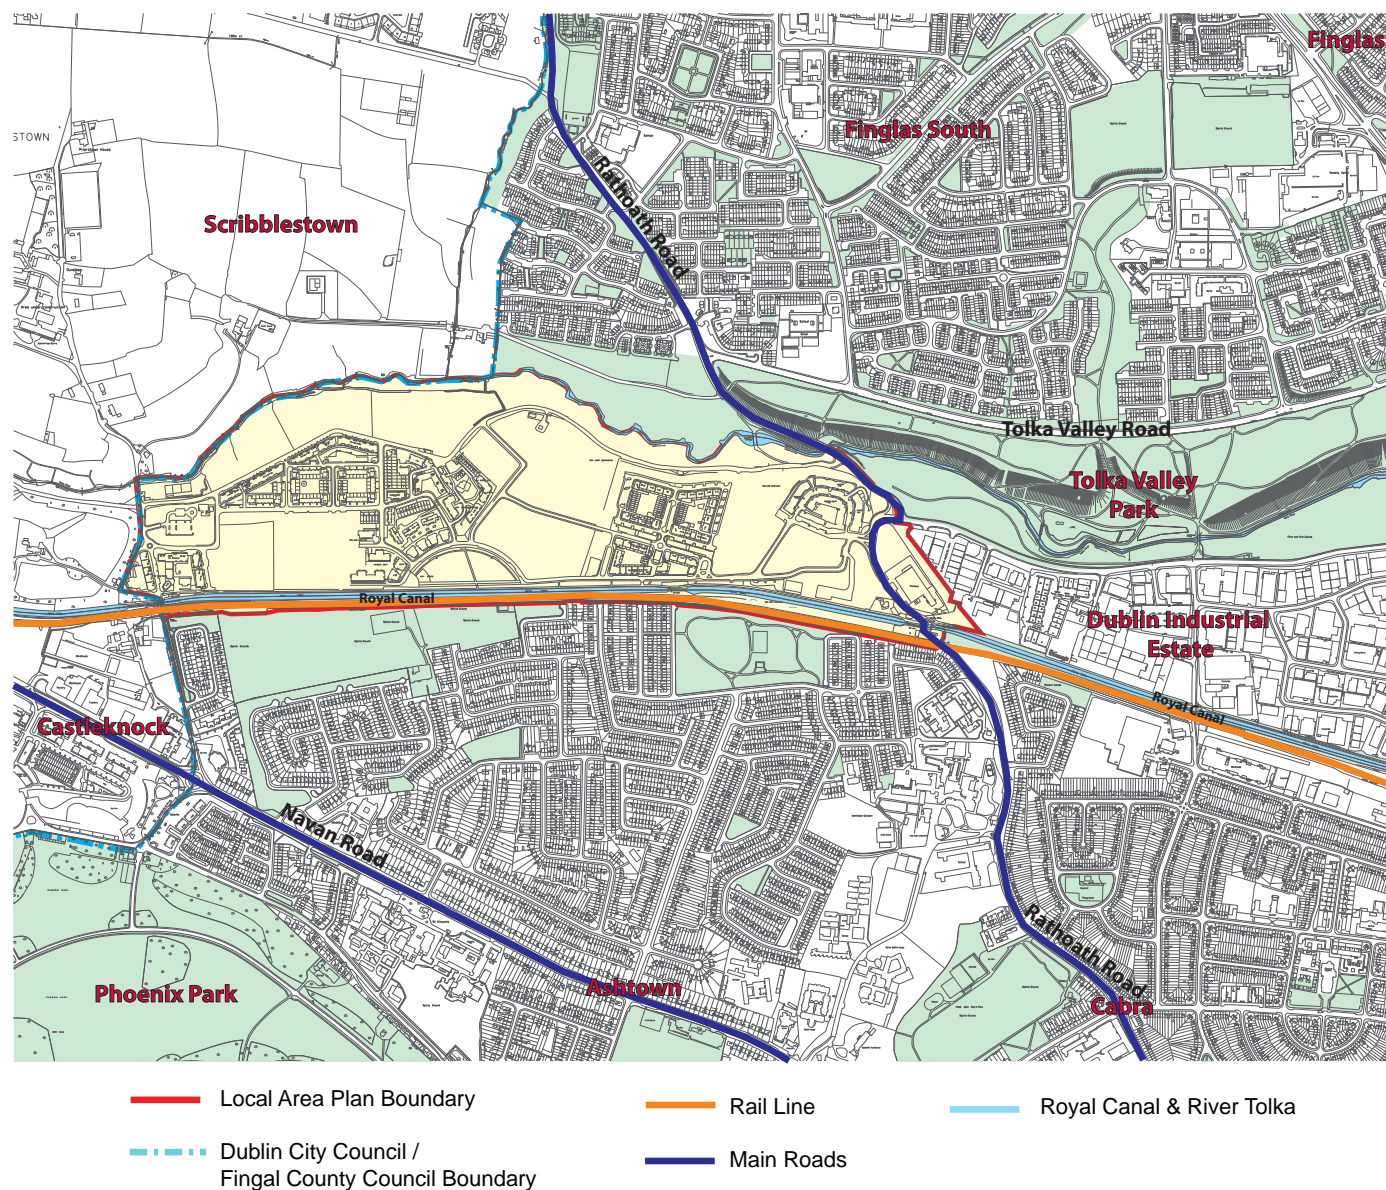 Finglas
Finglas South
STOWN
Rathoath Road
Scribblestown
Tolka Valley Road
Tolka Valley
Park
Royal Canal
Dublin Industrial
Estate
Royal Canal
Castleknock
Navan Road
Rathoath Road
Ashtown
Phoenix Park
Cabra
Local Area Plan Boundary
Rail Line
Royal Canal & River Tolka
Dublin City Council /
Fingal County Council Boundary
Main Roads